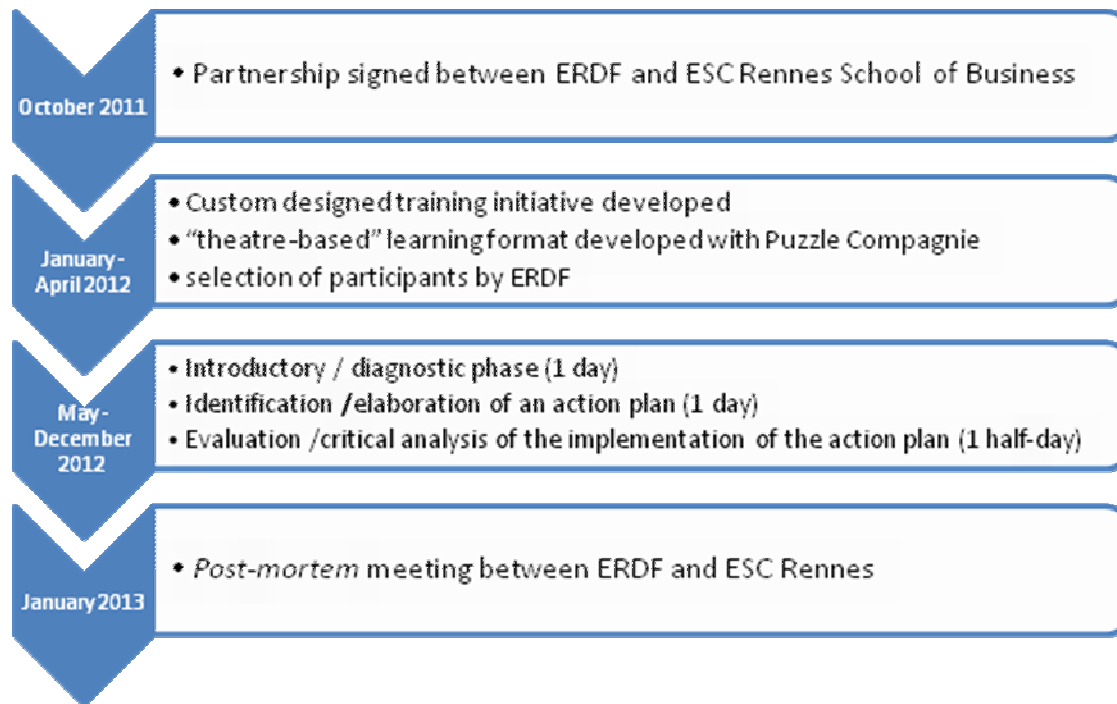 October 2011
• Partnership signed between ERDF and ESC Rennes School of Business
January-
April 2012
• Custom designed training initiative developed
• “theatre-based” learning format developed with Puzzle Compagnie
• selection of participants by ERDF
May-
December
2012
• Introductory / diagnostic phase (1 day)
• Identification /elaboration of an action plan (1 day)
• Evaluation /critical analysis of the implementation of the action plan (1 half-day)
January 2013
• Post-mortem meeting between ERDF and ESC Rennes